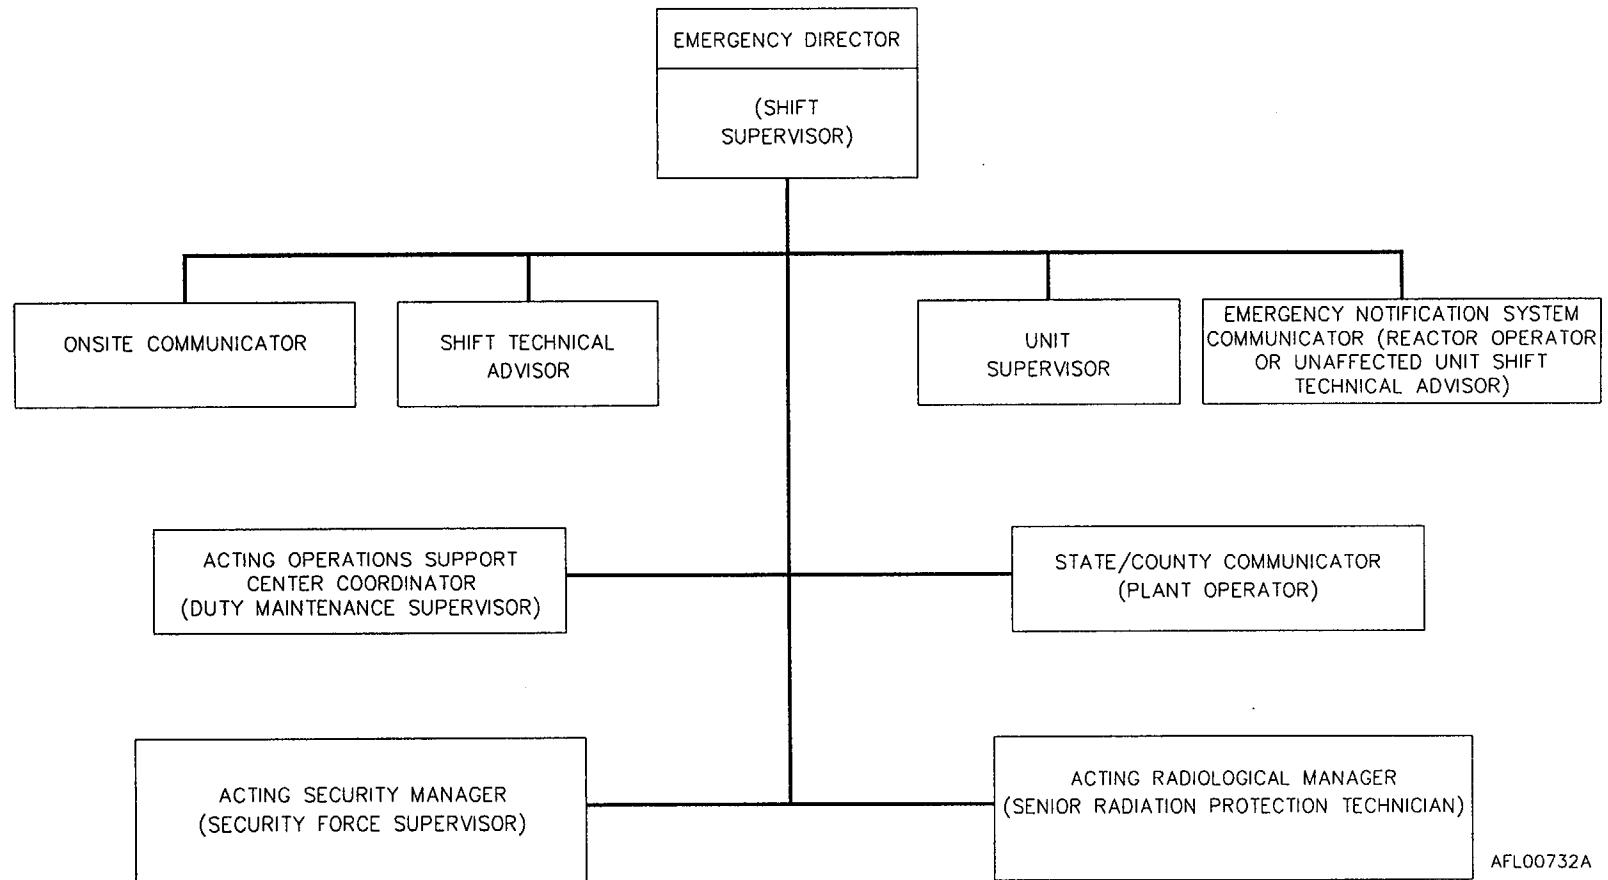 EMERGENCY DIRECTOR
(SHIFT
SUPERVISOR)
ONSITE COMMUNICATOR
SHIFT TECHNICAL
ADVISOR
UNIT
SUPERVISOR
EMERGENCY NOTIFICATION SYSTEM
COMMUNICATOR (REACTOR OPERATOR
OR UNAFFECTED UNIT SHIFT
TECHNICAL ADVISOR)
ACTING OPERATIONS SUPPORT
CENTER COORDINATOR
(DUTY MAINTENANCE SUPERVISOR)
STATE/COUNTY COMMUNICATOR
(PLANT OPERATOR)
ACTING SECURITY MANAGER
(SECURITY FORCE SUPERVISOR)
ACTING RADIOLOGICAL MANAGER
(SENIOR RADIATION PROTECTION TECHNICIAN)
AFL00732A